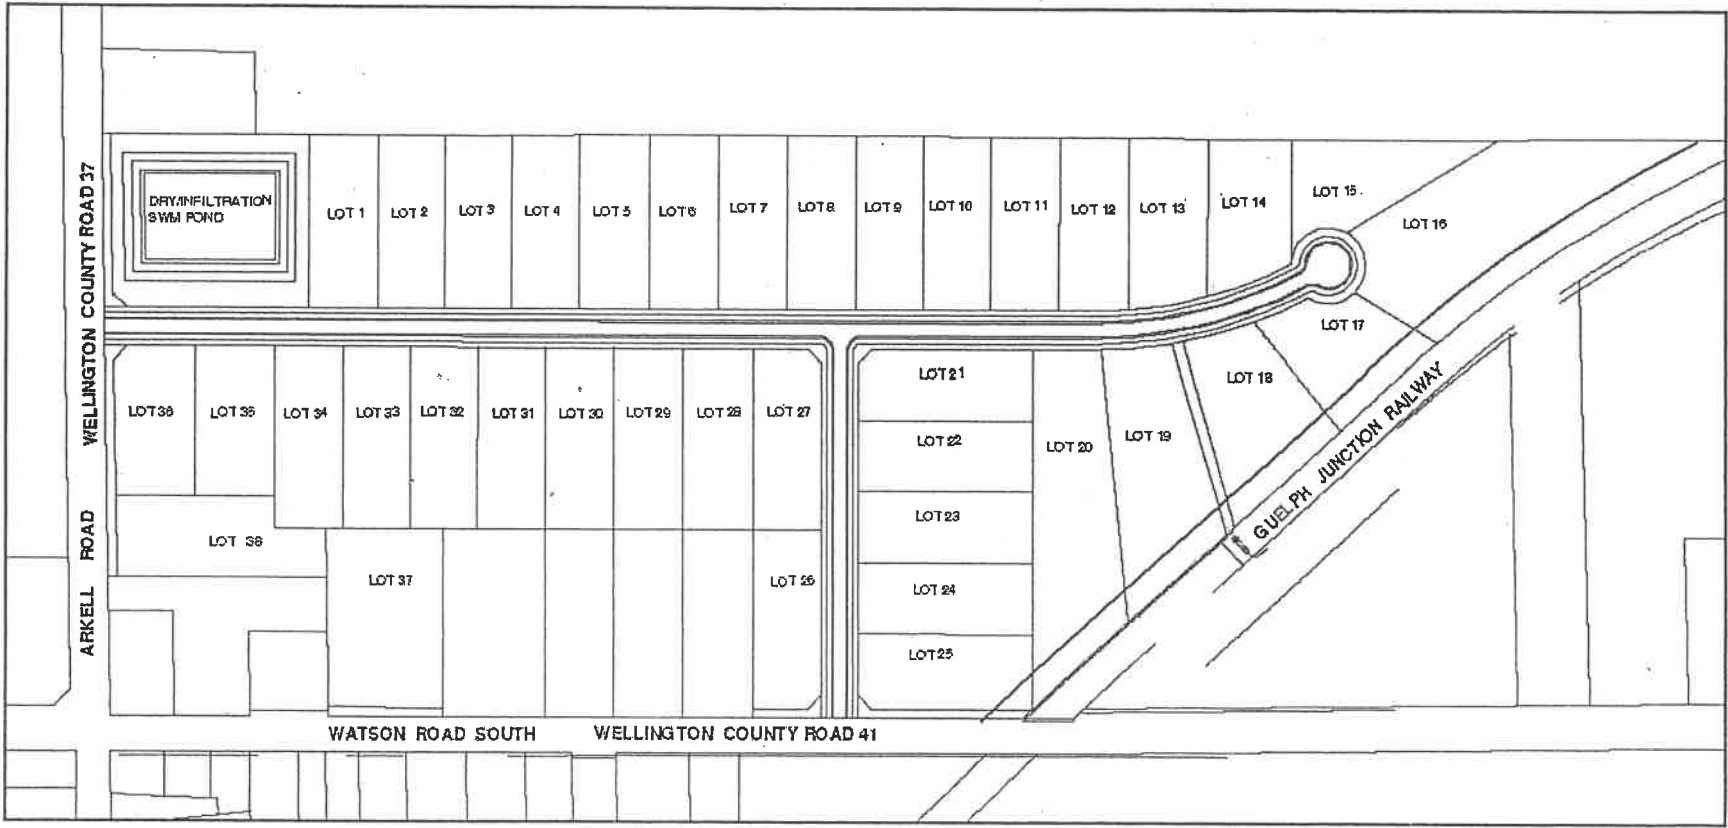 DRY/INFILTRATION
SWM POND
LOT 1
LOT 2
LOT 3
LOT 4
LOT 5
LOT 6
LOT 7
LOT 8
LOT 9
LOT 10
LOT 11
LOT 12
LOT 13
LOT 14
LOT 15
LOT 16
LOT 17
LOT 18
LOT 19
LOT 20
LOT 21
LOT 22
LOT 23
LOT 24
LOT 25
LOT 36
LOT 35
LOT 34
LOT 33
LOT 32
LOT 31
LOT 30
LOT 29
LOT 28
LOT 27
LOT 38
LOT 37
LOT 26
ARKELL ROAD WELLINGTON COUNTY ROAD 37
GUELPH JUNCTION RAILWAY
WATSON ROAD SOUTH WELLINGTON COUNTY ROAD 41